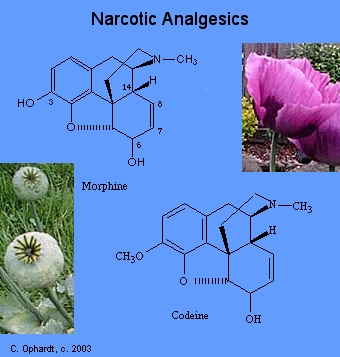 Narcotic Analgesics
N—CH3
14
H
HO
3
8
O
7
6
OH
Morphine
N—CH3
H
CH3O
O
OH
Codeine
C. Ophardt, c. 2003